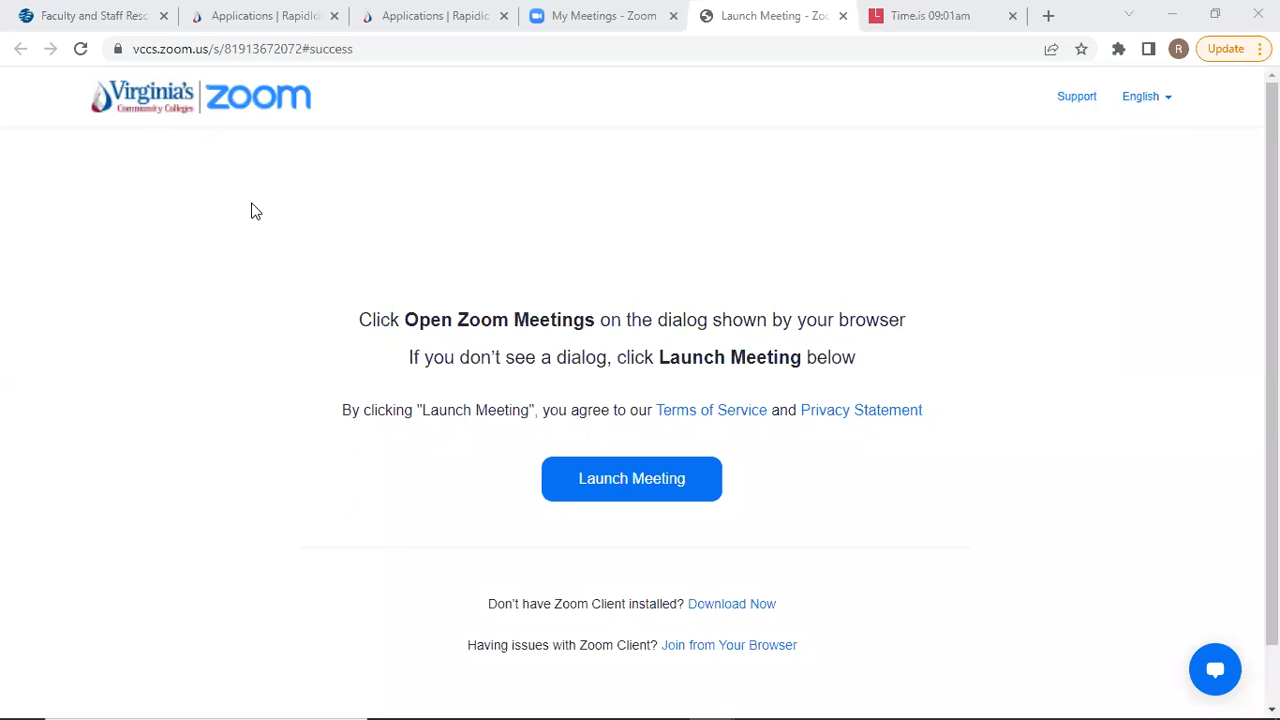 Faculty and Staff Resc
Applications | RapidId
Applications | Rapidic
My Meetings - Zoom
Launch Meeting - Zoo
Time.is 09:01am
vccs.zoom.us/s/81913672072#success
R
Update
Virginia's
Community Colleges
zoom
Support
English
Click Open Zoom Meetings on the dialog shown by your browser
If you don’t see a dialog, click Launch Meeting below
By clicking "Launch Meeting", you agree to our Terms of Service and Privacy Statement
Launch Meeting
Don’t have Zoom Client installed? Download Now
Having issues with Zoom Client? Join from Your Browser